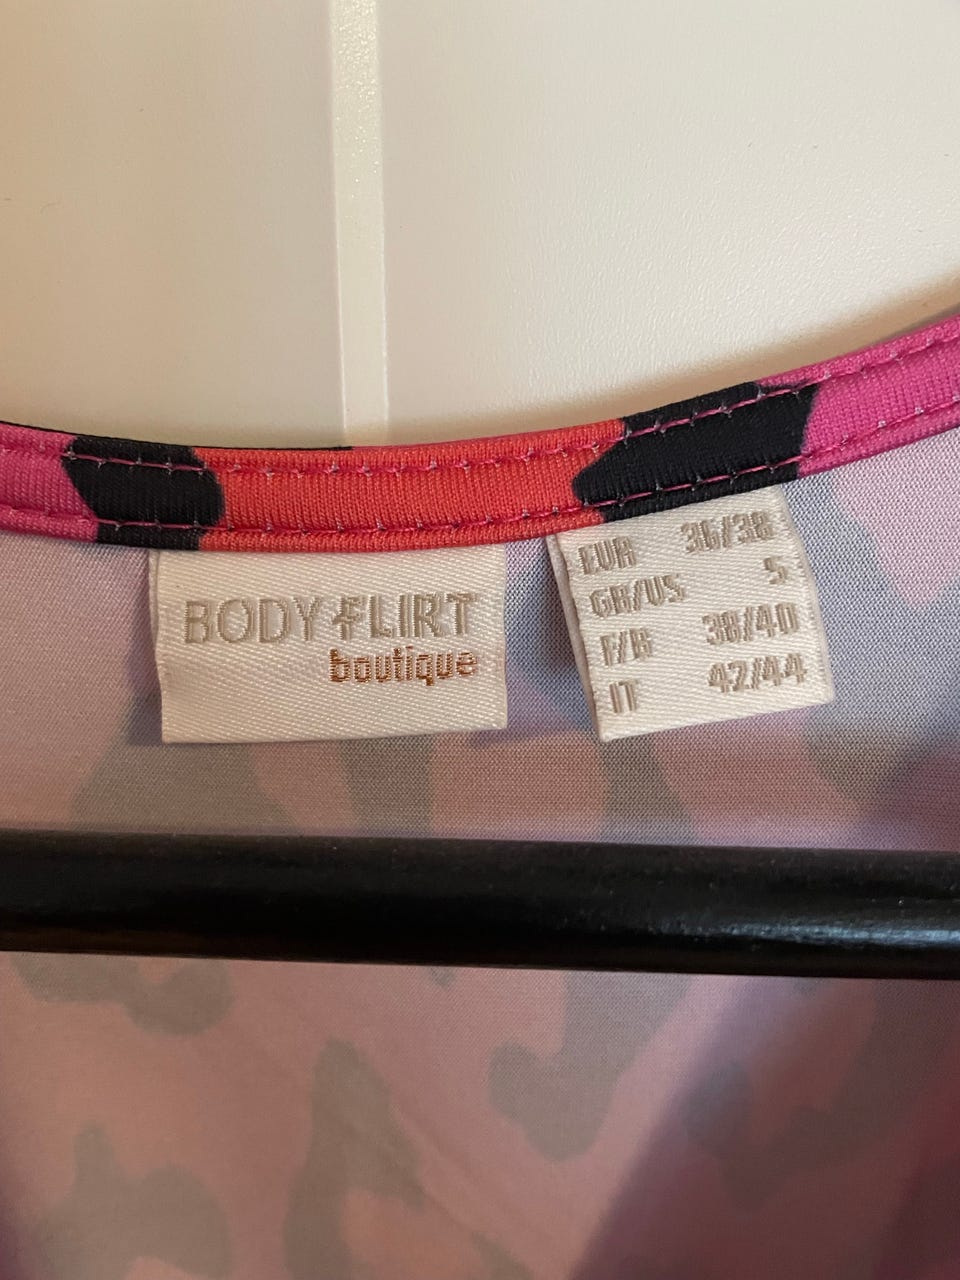 BODY FLIRT
boutique
EUR 36/38
GB/US S
F/B 38/40
IT 42/44